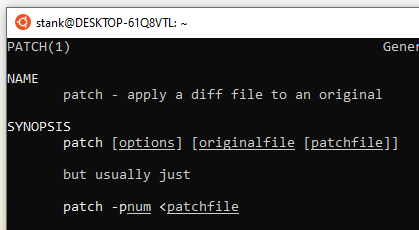 stank@DESKTOP-61Q8VTL: ~
PATCH(1) Gener
NAME
patch - apply a diff file to an original
SYNOPSIS
patch [options] [originalfile [patchfile]]
but usually just
patch -pnum <patchfile